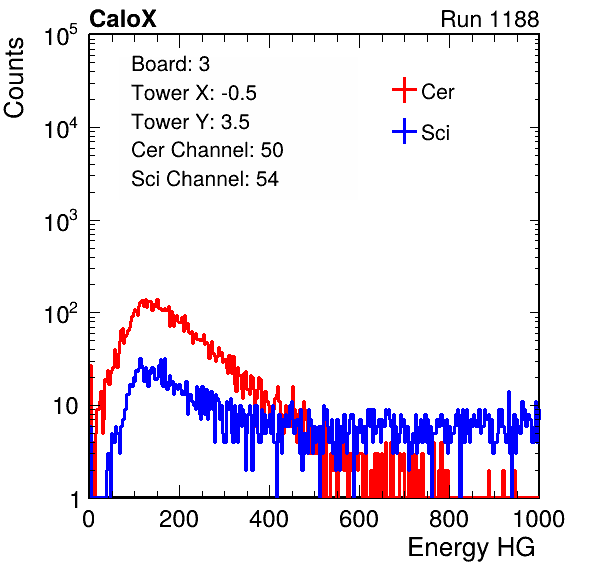 CaloX Run 1188
Counts
Board: 3
Tower X: -0.5
Tower Y: 3.5
Cer Channel: 50
Sci Channel: 54
Cer
Sci
10^5
10^4
10^3
10^2
10
1
0 200 400 600 800 1000
Energy HG